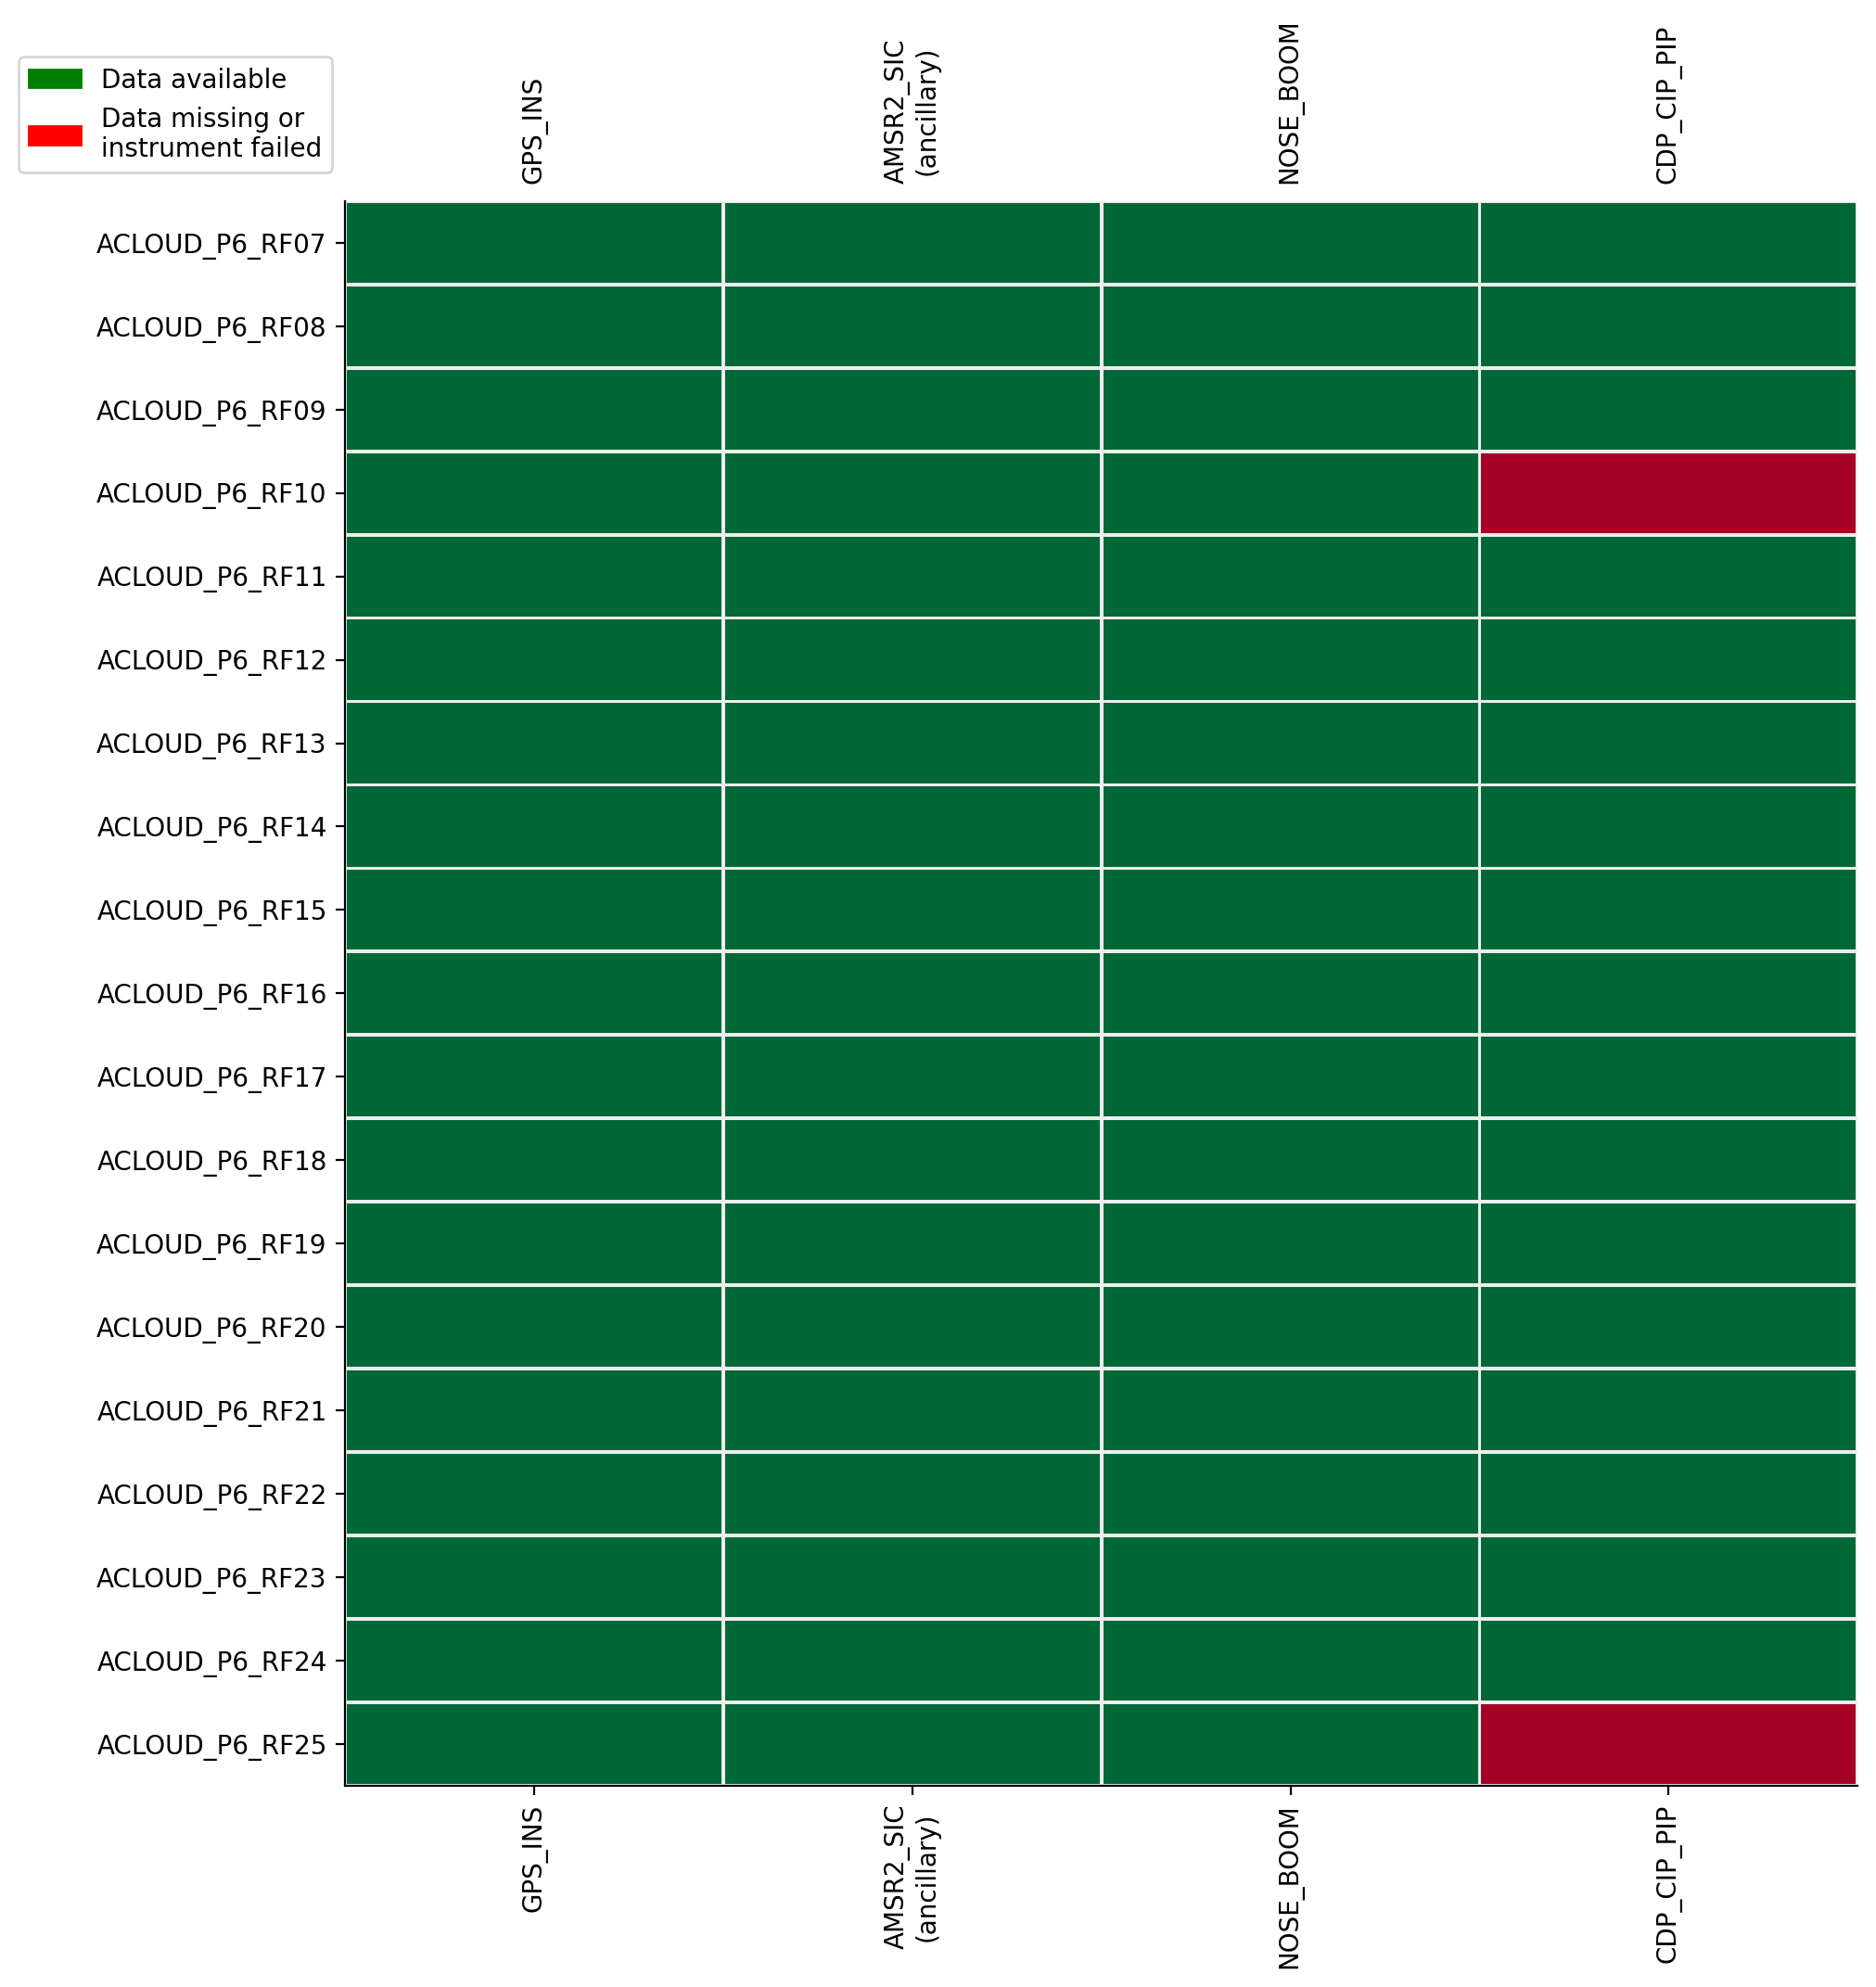 Data available
Data missing or
instrument failed
GPS_INS
AMSR2_SIC
(ancillary)
NOSE_BOOM
CDP_CIP_PIP
ACLOUD_P6_RF07
ACLOUD_P6_RF08
ACLOUD_P6_RF09
ACLOUD_P6_RF10
ACLOUD_P6_RF11
ACLOUD_P6_RF12
ACLOUD_P6_RF13
ACLOUD_P6_RF14
ACLOUD_P6_RF15
ACLOUD_P6_RF16
ACLOUD_P6_RF17
ACLOUD_P6_RF18
ACLOUD_P6_RF19
ACLOUD_P6_RF20
ACLOUD_P6_RF21
ACLOUD_P6_RF22
ACLOUD_P6_RF23
ACLOUD_P6_RF24
ACLOUD_P6_RF25
GPS_INS
AMSR2_SIC
(ancillary)
NOSE_BOOM
CDP_CIP_PIP